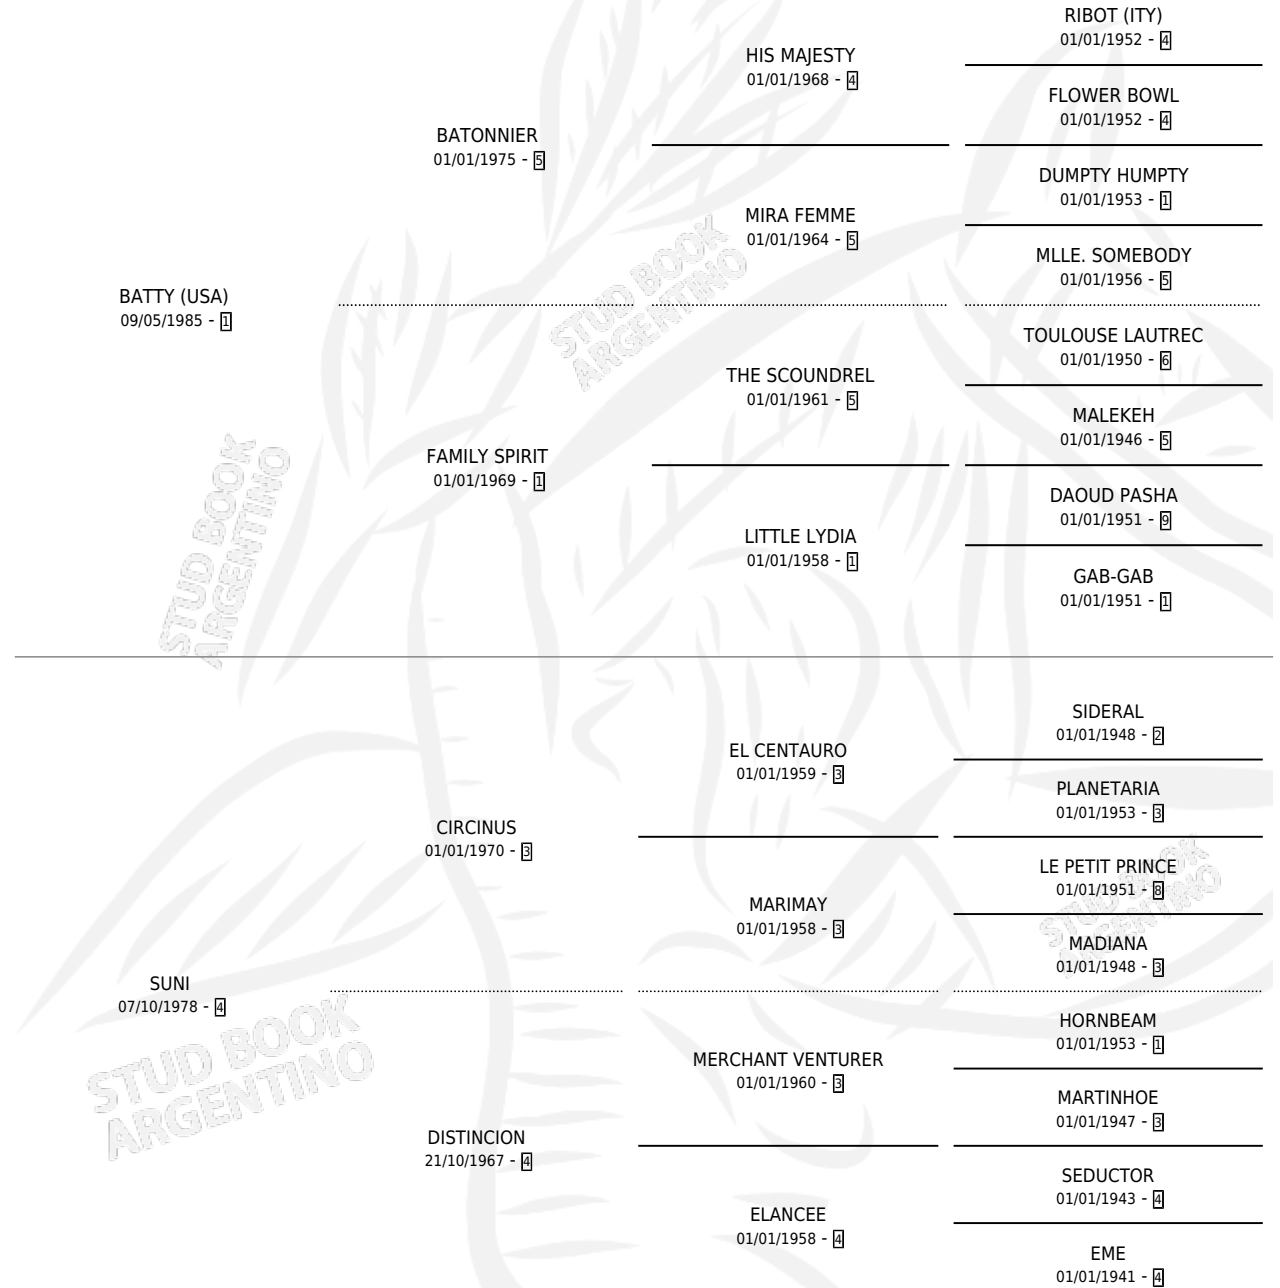 RIBOT (ITY)
01/01/1952 - 4
HIS MAJESTY
01/01/1968 - 4
FLOWER BOWL
01/01/1952 - 4
BATONNIER
01/01/1975 - 5
DUMPTY HUMPTY
01/01/1953 - 1
MIRA FEMME
01/01/1964 - 5
MLLE. SOMEBODY
01/01/1956 - 5
BATTY (USA)
09/05/1985 - 1
STUD BOOK
ARGENTINO
TOULOUSE LAUTREC
01/01/1950 - 6
THE SCOUNDREL
01/01/1961 - 5
MALEKEH
01/01/1946 - 5
FAMILY SPIRIT
01/01/1969 - 1
DAOUD PASHA
01/01/1951 - 9
LITTLE LYDIA
01/01/1958 - 1
GAB-GAB
01/01/1951 - 1
STUD BOOK
ARGENTINO
SIDERAL
01/01/1948 - 2
EL CENTAURO
01/01/1959 - 3
PLANETARIA
01/01/1953 - 3
CIRCINUS
01/01/1970 - 3
LE PETIT PRINCE
01/01/1951 - 8
MARIMAY
01/01/1958 - 3
MADIANA
01/01/1948 - 3
STUD BOOK
ARGENTINO
SUNI
07/10/1978 - 4
HORNBEAM
01/01/1953 - 1
MERCHANT VENTURER
01/01/1960 - 3
MARTINHOE
01/01/1947 - 3
STUD BOOK
ARGENTINO
DISTINCION
21/10/1967 - 4
SEDUCTOR
01/01/1943 - 4
ELANCEE
01/01/1958 - 4
EME
01/01/1941 - 4